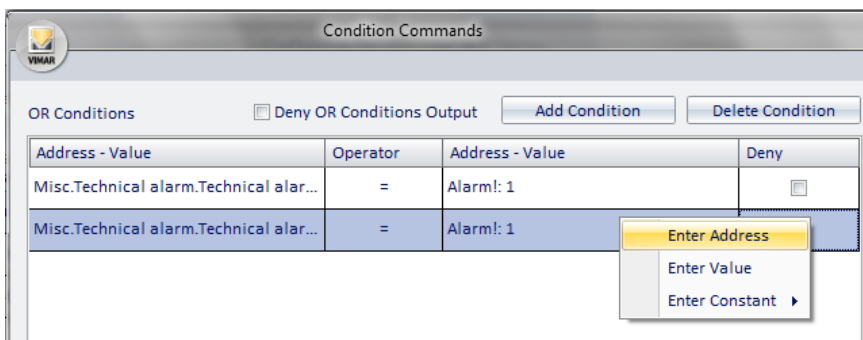 Condition Commands
VIMAR
OR Conditions Deny OR Conditions Output Add Condition Delete Condition
Address - Value Operator Address - Value Deny
Misc.Technical alarm.Technical alar... = Alarm!: 1
Misc.Technical alarm.Technical alar... = Alarm!: 1
Enter Address
Enter Value
Enter Constant